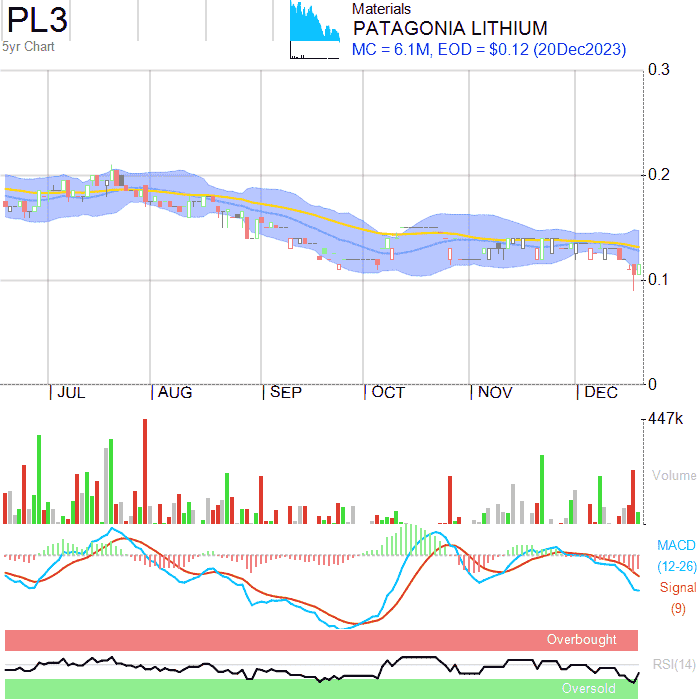 PL3
5yr Chart
Materials
PATAGONIA LITHIUM
MC = 6.1M, EOD = $0.12 (20Dec2023)
0.3
0.2
0.1
0
JUL AUG SEP OCT NOV DEC
447k
Volume
MACD
(12-26)
Signal
(9)
Overbought
RSI(14)
Oversold